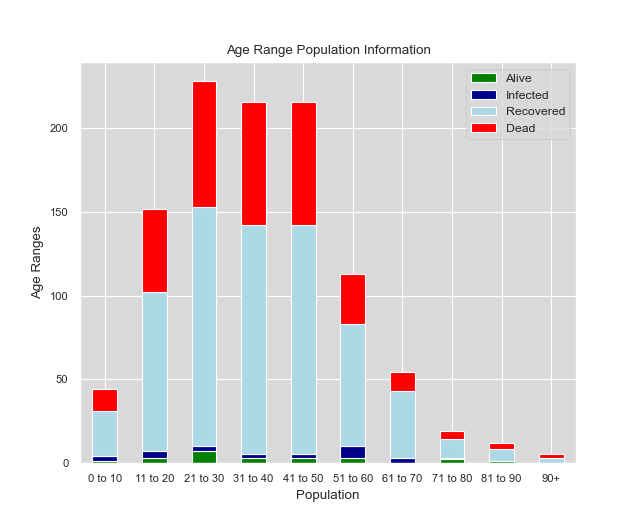 Age Range Population Information
Alive
Infected
Recovered
Dead
200
150
100
50
0
Age Ranges
0 to 10 11 to 20 21 to 30 31 to 40 41 to 50 51 to 60 61 to 70 71 to 80 81 to 90 90+
Population